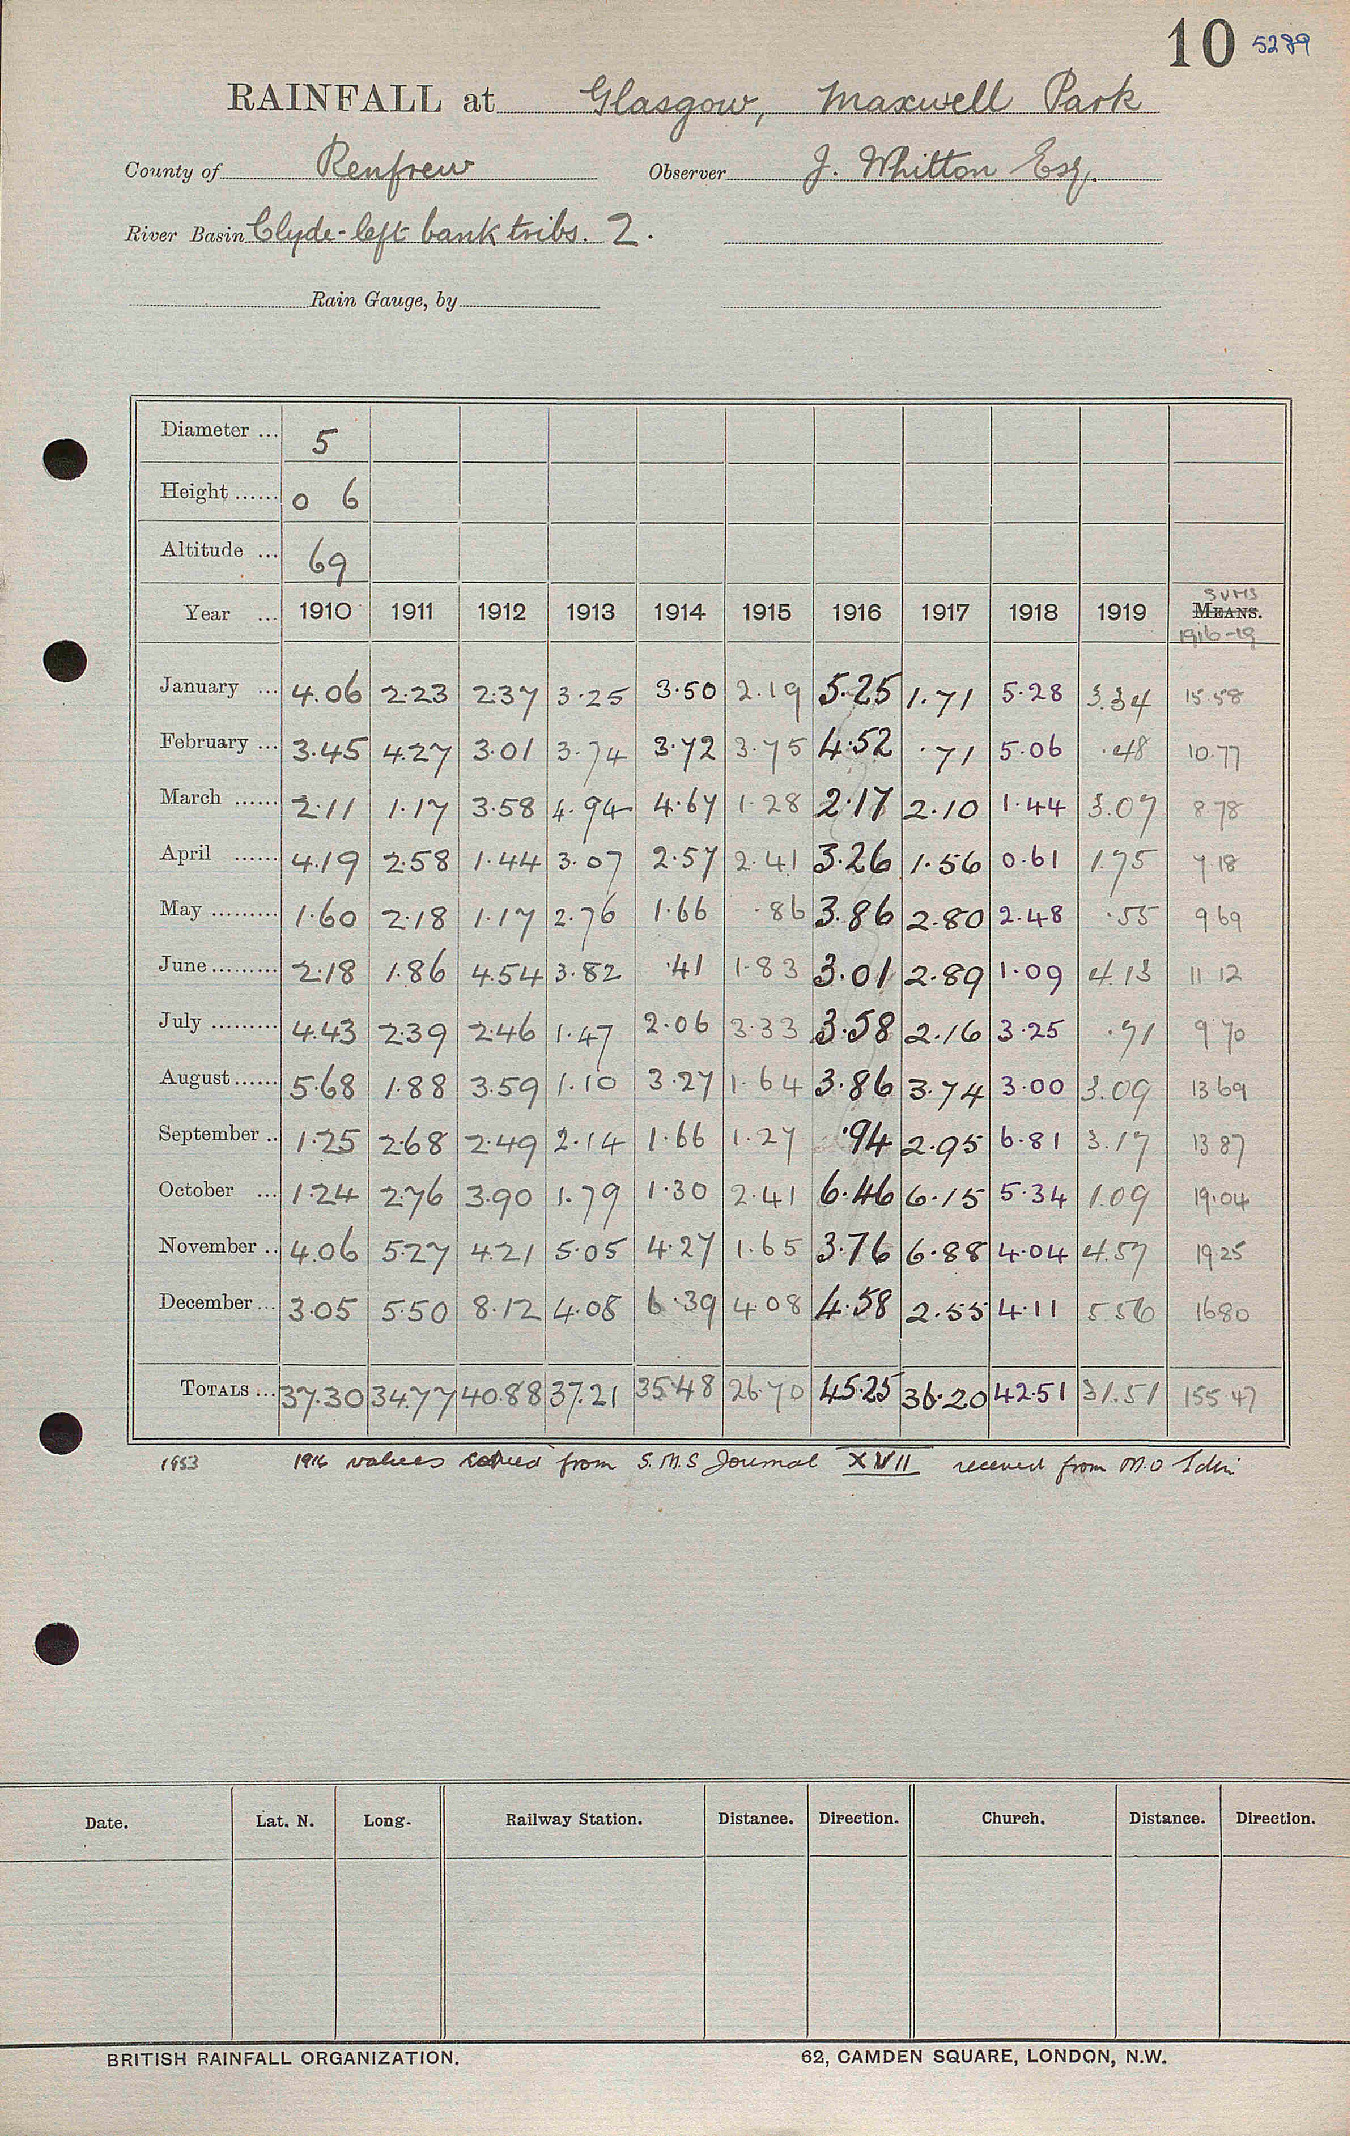 10 5289
RAINFALL at Glasgow, Maxwell Park
County of Renfrew Observer J. Whitton Esq.
River Basin Clyde-left bank tribs. 2.
Rain Gauge, by
Diameter ... 5
Height ...... 0 6
Altitude ... 69
SUMS
Year ... 1910 1911 1912 1913 1914 1915 1916 1917 1918 1919 MEANS.
1916-19
January ... 4.06 2.23 2.37 3.25 3.50 2.19 5.25 1.71 5.28 3.34 15.58
February ... 3.45 4.27 3.01 3.74 3.72 3.75 4.52 .71 5.06 .48 10.77
March ...... 2.11 1.17 3.58 4.94 4.67 1.28 2.17 2.10 1.44 3.07 8 78
April ...... 4.19 2.58 1.44 3.07 2.57 2.41 3.26 1.56 0.61 1.75 7 18
May ......... 1.60 2.18 1.17 2.76 1.66 .86 3.86 2.80 2.48 .55 9 69
June ......... 2.18 1.86 4.54 3.82 .41 1.83 3.01 2.89 1.09 4.13 11 12
July ......... 4.43 2.39 2.46 1.47 2.06 3.33 3.58 2.16 3.25 .71 9 70
August ...... 5.68 1.88 3.59 1.10 3.27 1.64 3.86 3.74 3.00 3.09 13 69
September .. 1.25 2.68 2.49 2.14 1.66 1.27 .94 2.95 6.81 3.17 13 87
October ... 1.24 2.76 3.90 1.79 1.30 2.41 6.46 6.15 5.34 1.09 19.04
November .. 4.06 5.27 4.21 5.05 4.27 1.65 3.76 6.88 4.04 4.57 19 25
December ... 3.05 5.50 8.12 4.08 6.39 4.08 4.58 2.55 4.11 5.56 16 80
TOTALS ... 37.30 34.77 40.88 37.21 35.48 26.70 45.25 36.20 42.51 31.51 155 47
1953 1916 values copied from S.M.S Journal XVII received from M.O Edin
Date. Lat. N. Long. Railway Station. Distance. Direction. Church. Distance. Direction.
BRITISH RAINFALL ORGANIZATION. 62, CAMDEN SQUARE, LONDON, N.W.